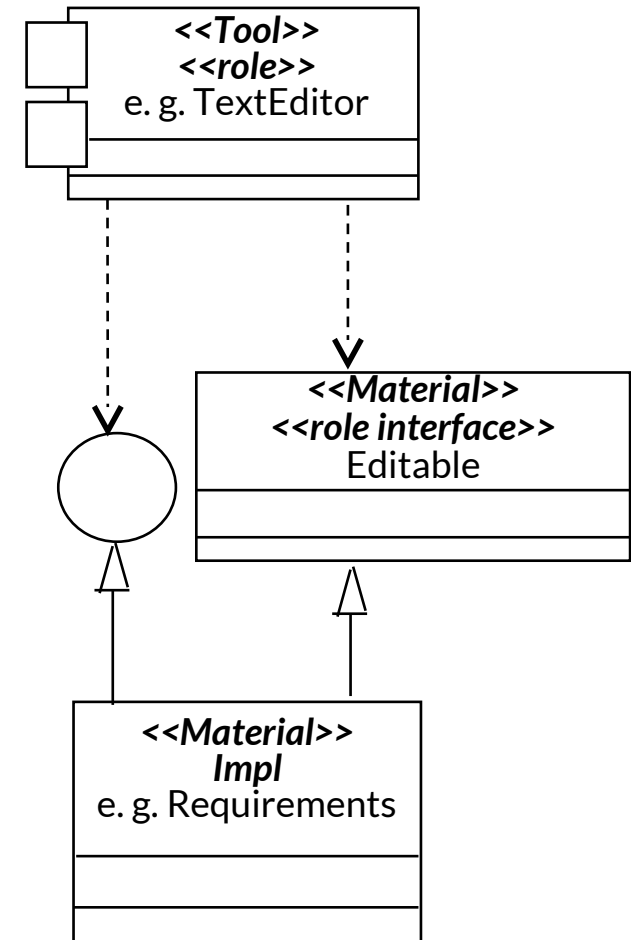 <<Tool>>
<<role>>
e. g. TextEditor
<<Material>>
<<role interface>>
Editable
<<Material>>
Impl
e. g. Requirements